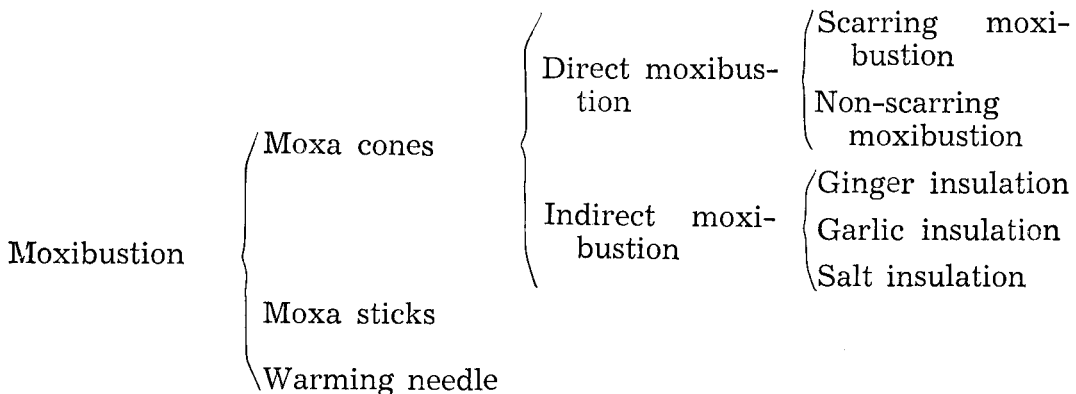 Moxibustion
Moxa cones
Direct moxibus-
tion
Scarring moxi-
bustion
Non-scarring
moxibustion
Indirect moxi-
bustion
Ginger insulation
Garlic insulation
Salt insulation
Moxa sticks
Warming needle